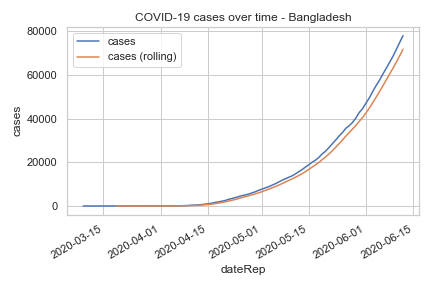 COVID-19 cases over time - Bangladesh
cases
cases (rolling)
80000
60000
40000
20000
0
cases
2020-03-15
2020-04-01
2020-04-15
2020-05-01
2020-05-15
2020-06-01
2020-06-15
dateRep